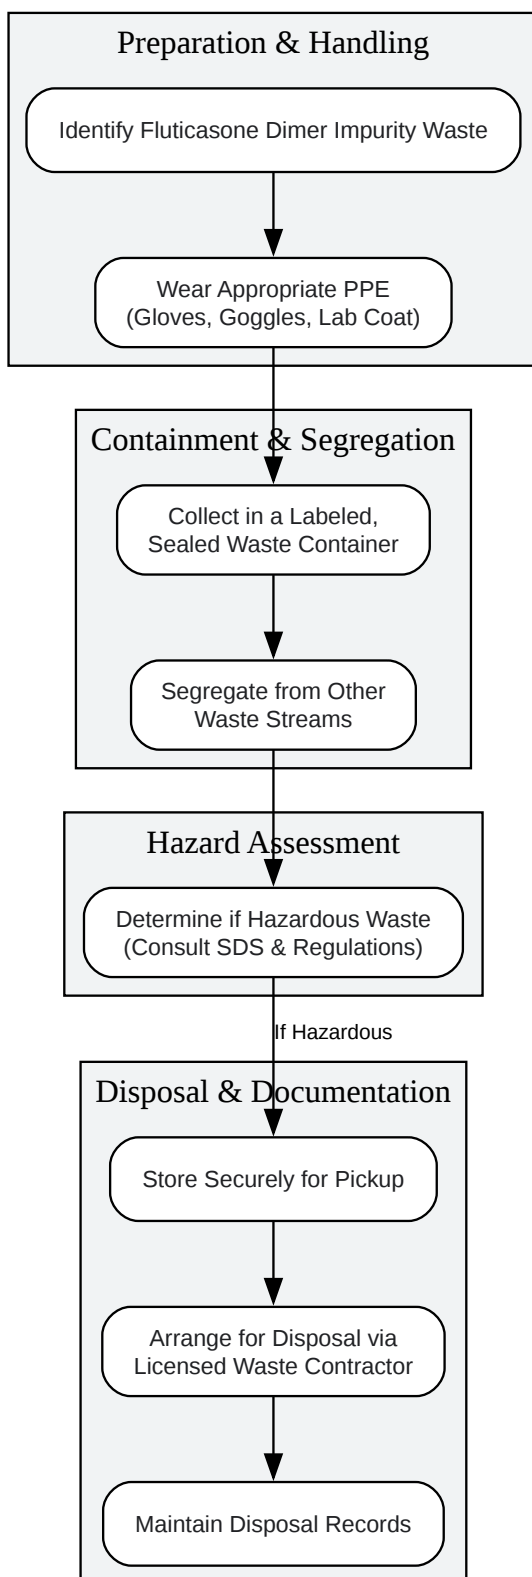 Preparation & Handling
Identify Fluticasone Dimer Impurity Waste
Wear Appropriate PPE
(Gloves, Goggles, Lab Coat)
Containment & Segregation
Collect in a Labeled,
Sealed Waste Container
Segregate from Other
Waste Streams
Hazard Assessment
Determine if Hazardous Waste
(Consult SDS & Regulations)
If Hazardous
Disposal & Documentation
Store Securely for Pickup
Arrange for Disposal via
Licensed Waste Contractor
Maintain Disposal Records